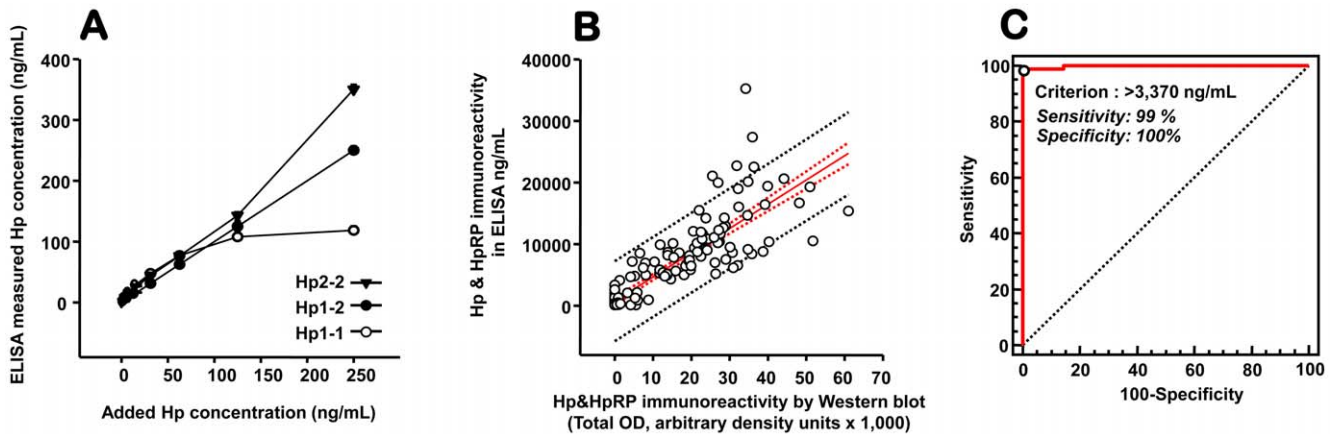 A
ELISA measured Hp concentration (ng/mL)
400
300
200
100
0
Hp2-2
Hp1-2
Hp1-1
0 50 100 150 200 250
Added Hp concentration (ng/mL)
B
Hp & HpRP immunoreactivity
in ELISA ng/mL
40000
30000
20000
10000
0
0 10 20 30 40 50 60 70
Hp&HpRP immunoreactivity by Western blot
(Total OD, arbitrary density units x 1,000)
C
Sensitivity
100
80
60
40
20
0
Criterion : >3,370 ng/mL
Sensitivity: 99 %
Specificity: 100%
0 20 40 60 80 100
100-Specificity